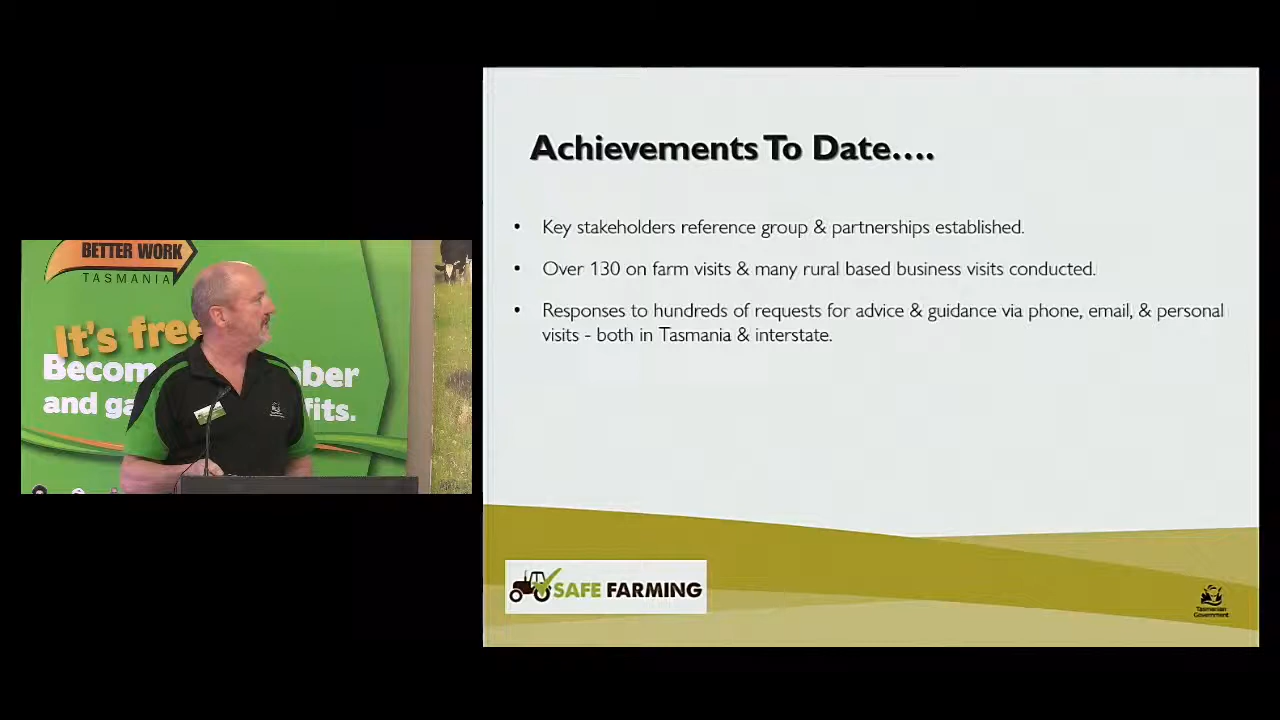 BETTER WORK
TASMANIA
It's free
Becom ber
and ga fits.
Achievements To Date....
• Key stakeholders reference group & partnerships established.
• Over 130 on farm visits & many rural based business visits conducted.
• Responses to hundreds of requests for advice & guidance via phone, email, & personal
visits - both in Tasmania & interstate.
SAFE FARMING
Tasmanian
Government